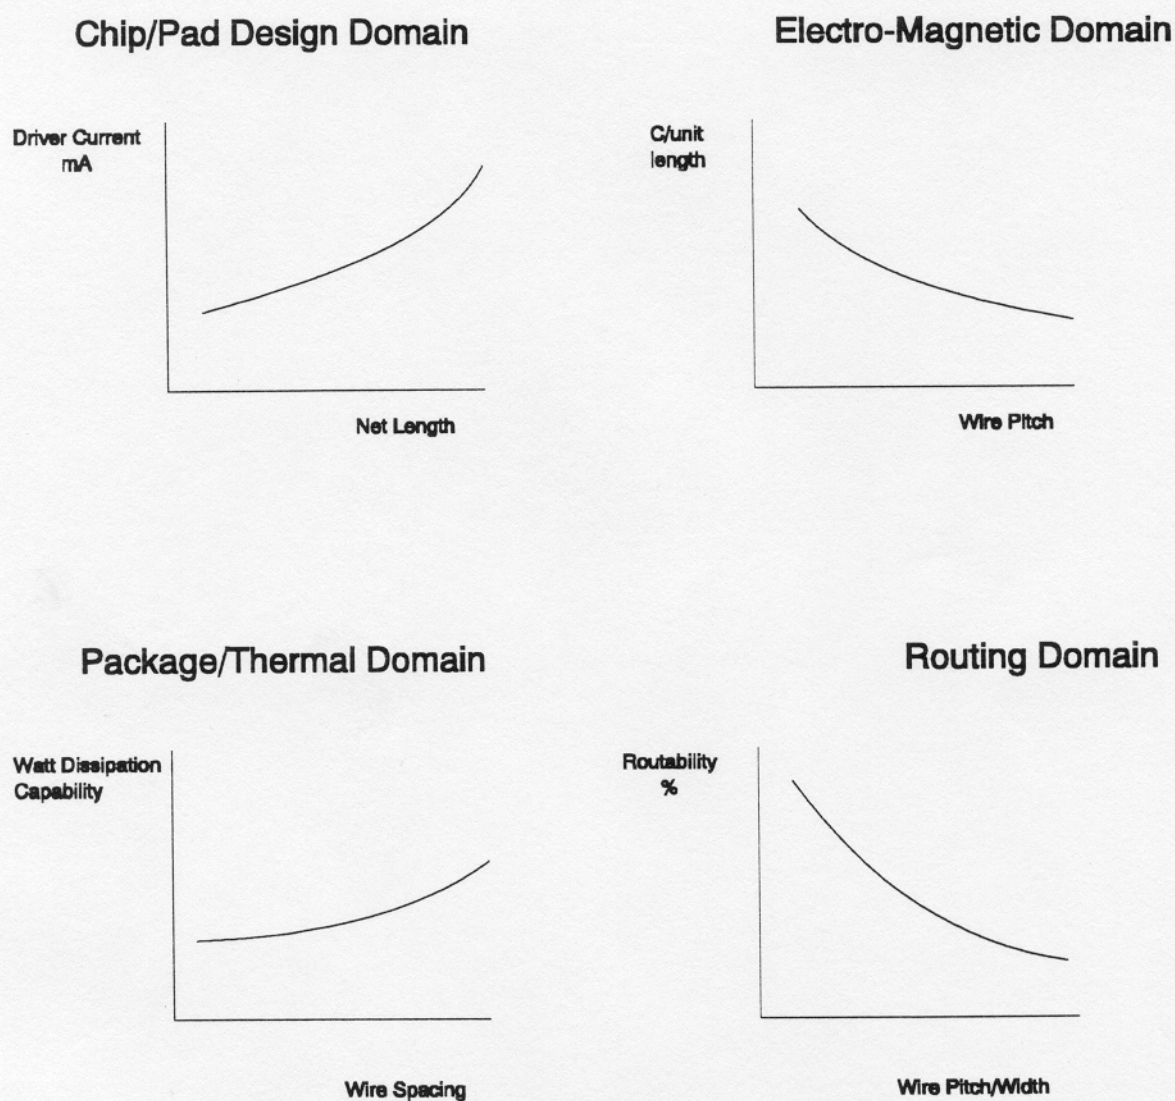 Chip/Pad Design Domain
Driver Current
mA
Net Length
Electro-Magnetic Domain
C/unit
length
Wire Pitch
Package/Thermal Domain
Watt Dissipation
Capability
Wire Spacing
Routing Domain
Routability
%
Wire Pitch/Width